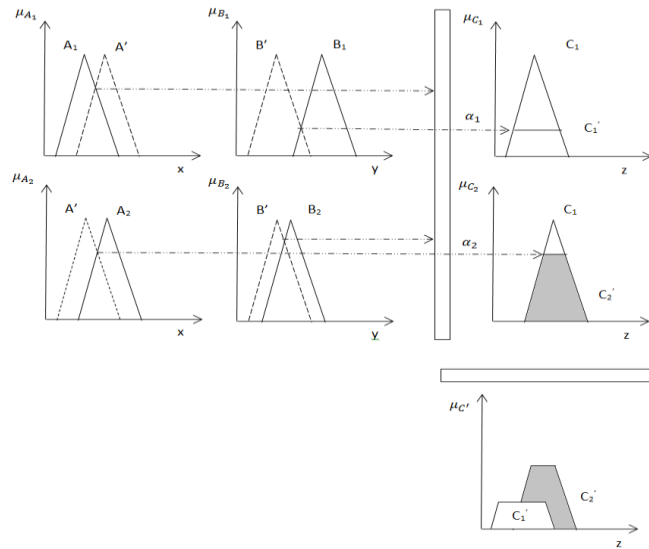 μA₁ A₁ A' x
μB₁ B' B₁ y
α₁
μC₁ C₁ C₁' z
μA₂ A' A₂ x
μB₂ B' B₂ y
α₂
μC₂ C₁ C₂' z
μC' C₁' C₂' z